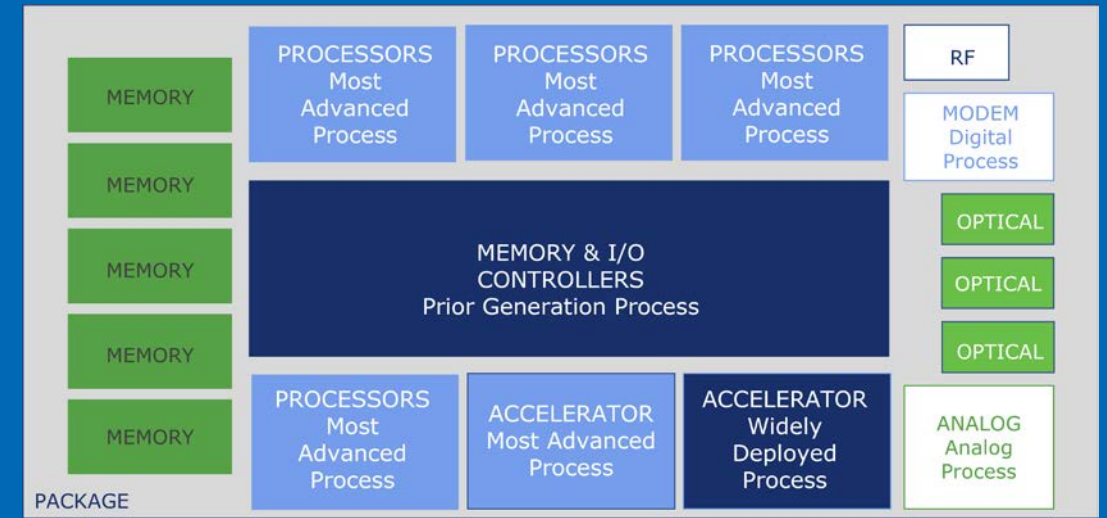 MEMORY
MEMORY
MEMORY
MEMORY
MEMORY
PROCESSORS
Most
Advanced
Process
PROCESSORS
Most
Advanced
Process
PROCESSORS
Most
Advanced
Process
MEMORY & I/O
CONTROLLERS
Prior Generation Process
PROCESSORS
Most
Advanced
Process
ACCELERATOR
Most Advanced
Process
ACCELERATOR
Widely
Deployed
Process
RF
MODEM
Digital
Process
OPTICAL
OPTICAL
OPTICAL
ANALOG
Analog
Process
PACKAGE